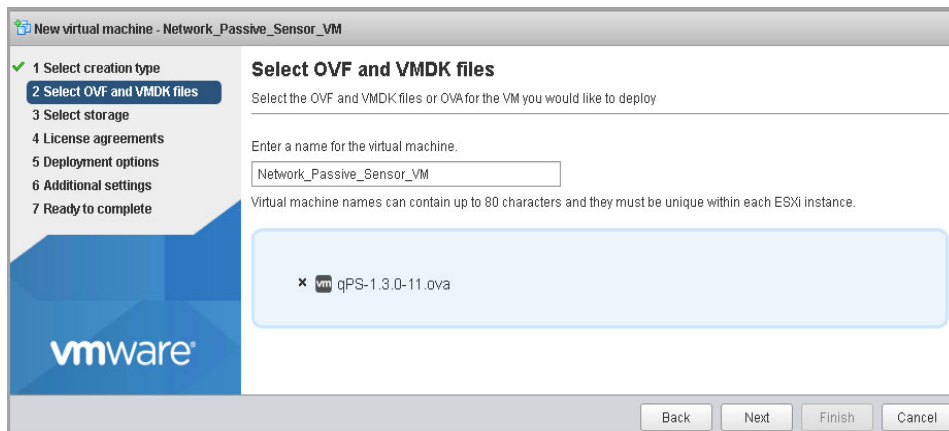 New virtual machine - Network_Passive_Sensor_VM
1 Select creation type
2 Select OVF and VMDK files
3 Select storage
4 License agreements
5 Deployment options
6 Additional settings
7 Ready to complete
vmware®
Select OVF and VMDK files
Select the OVF and VMDK files or OVA for the VM you would like to deploy
Enter a name for the virtual machine.
Network_Passive_Sensor_VM
Virtual machine names can contain up to 80 characters and they must be unique within each ESXi instance.
× vm qPS-1.3.0-11.ova
Back Next Finish Cancel